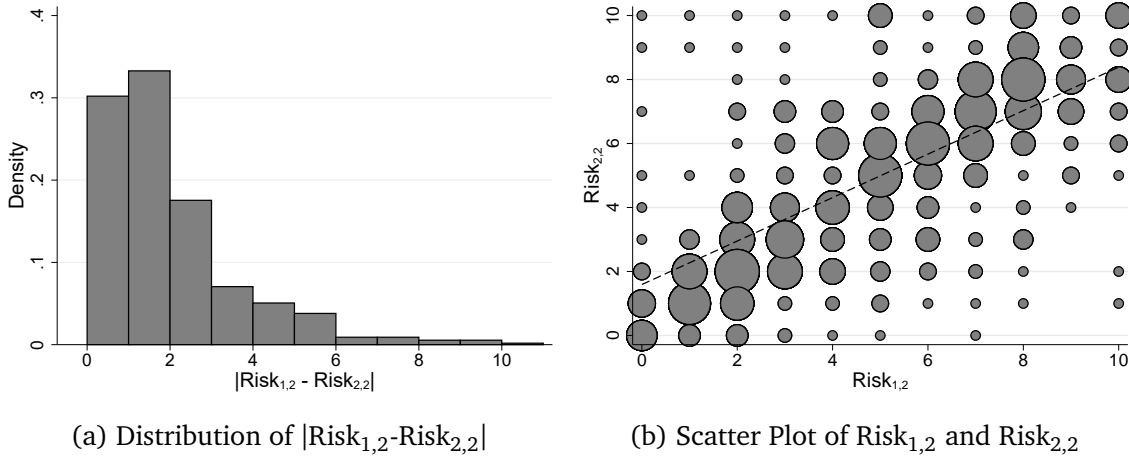 .4
.3
.2
.1
0
Density
0 2 4 6 8 10
|Risk1,2 - Risk2,2|
(a) Distribution of |Risk1,2-Risk2,2|
10
8
6
4
2
0
Risk2,2
0 2 4 6 8 10
Risk1,2
(b) Scatter Plot of Risk1,2 and Risk2,2